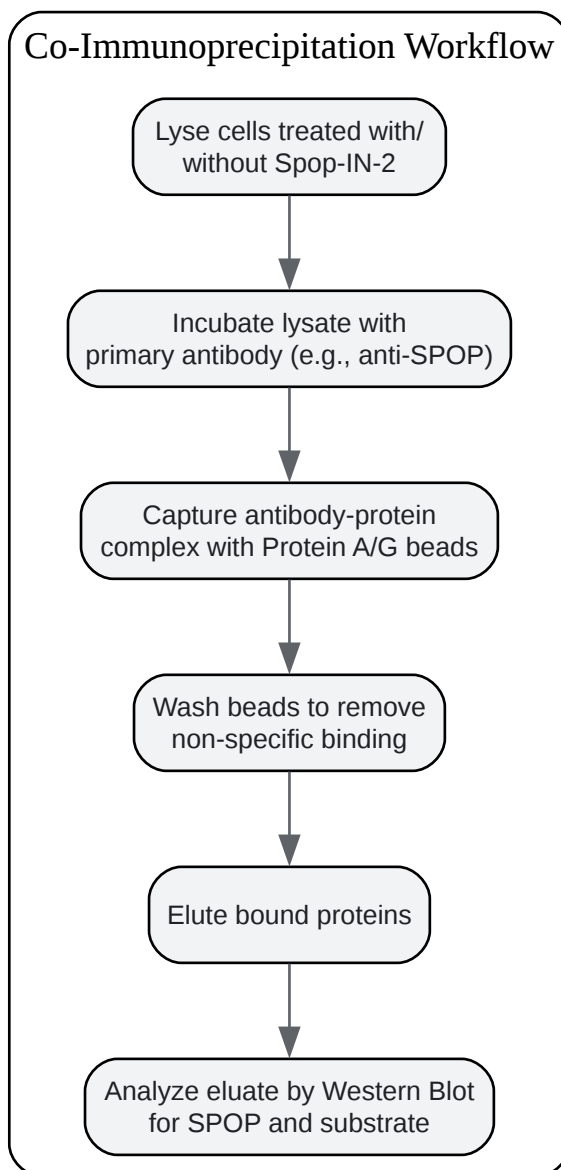 Co-Immunoprecipitation Workflow
Lyse cells treated with/
without Spop-IN-2
Incubate lysate with
primary antibody (e.g., anti-SPOP)
Capture antibody-protein
complex with Protein A/G beads
Wash beads to remove
non-specific binding
Elute bound proteins
Analyze eluate by Western Blot
for SPOP and substrate